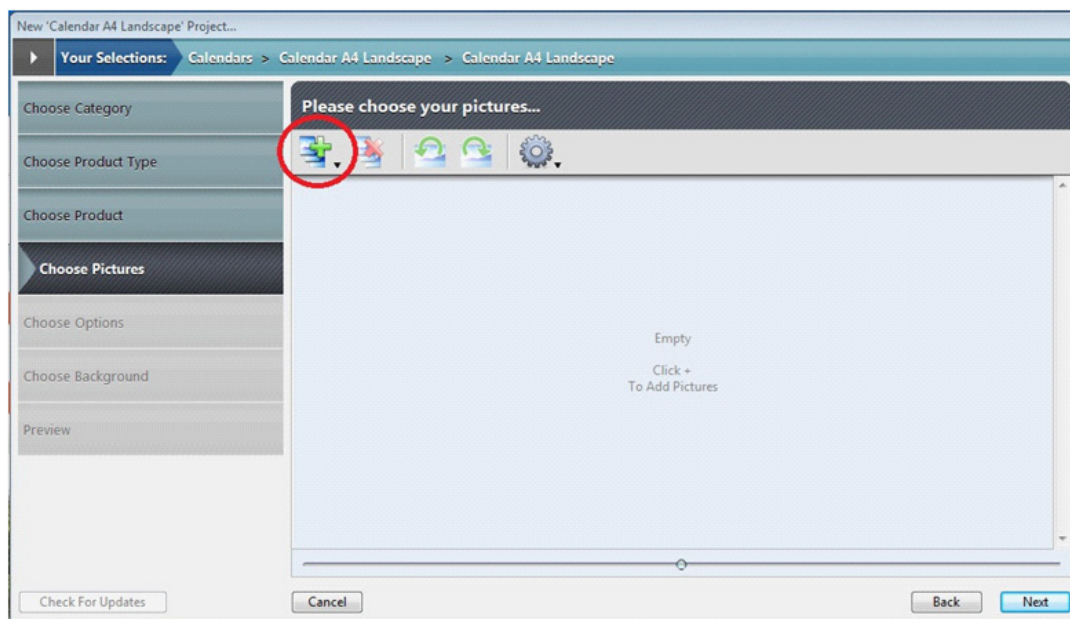 New 'Calendar A4 Landscape' Project...
Your Selections: Calendars > Calendar A4 Landscape > Calendar A4 Landscape
Choose Category
Choose Product Type
Choose Product
Choose Pictures
Choose Options
Choose Background
Preview
Please choose your pictures...
Empty
Click +
To Add Pictures
Check For Updates
Cancel
Back
Next